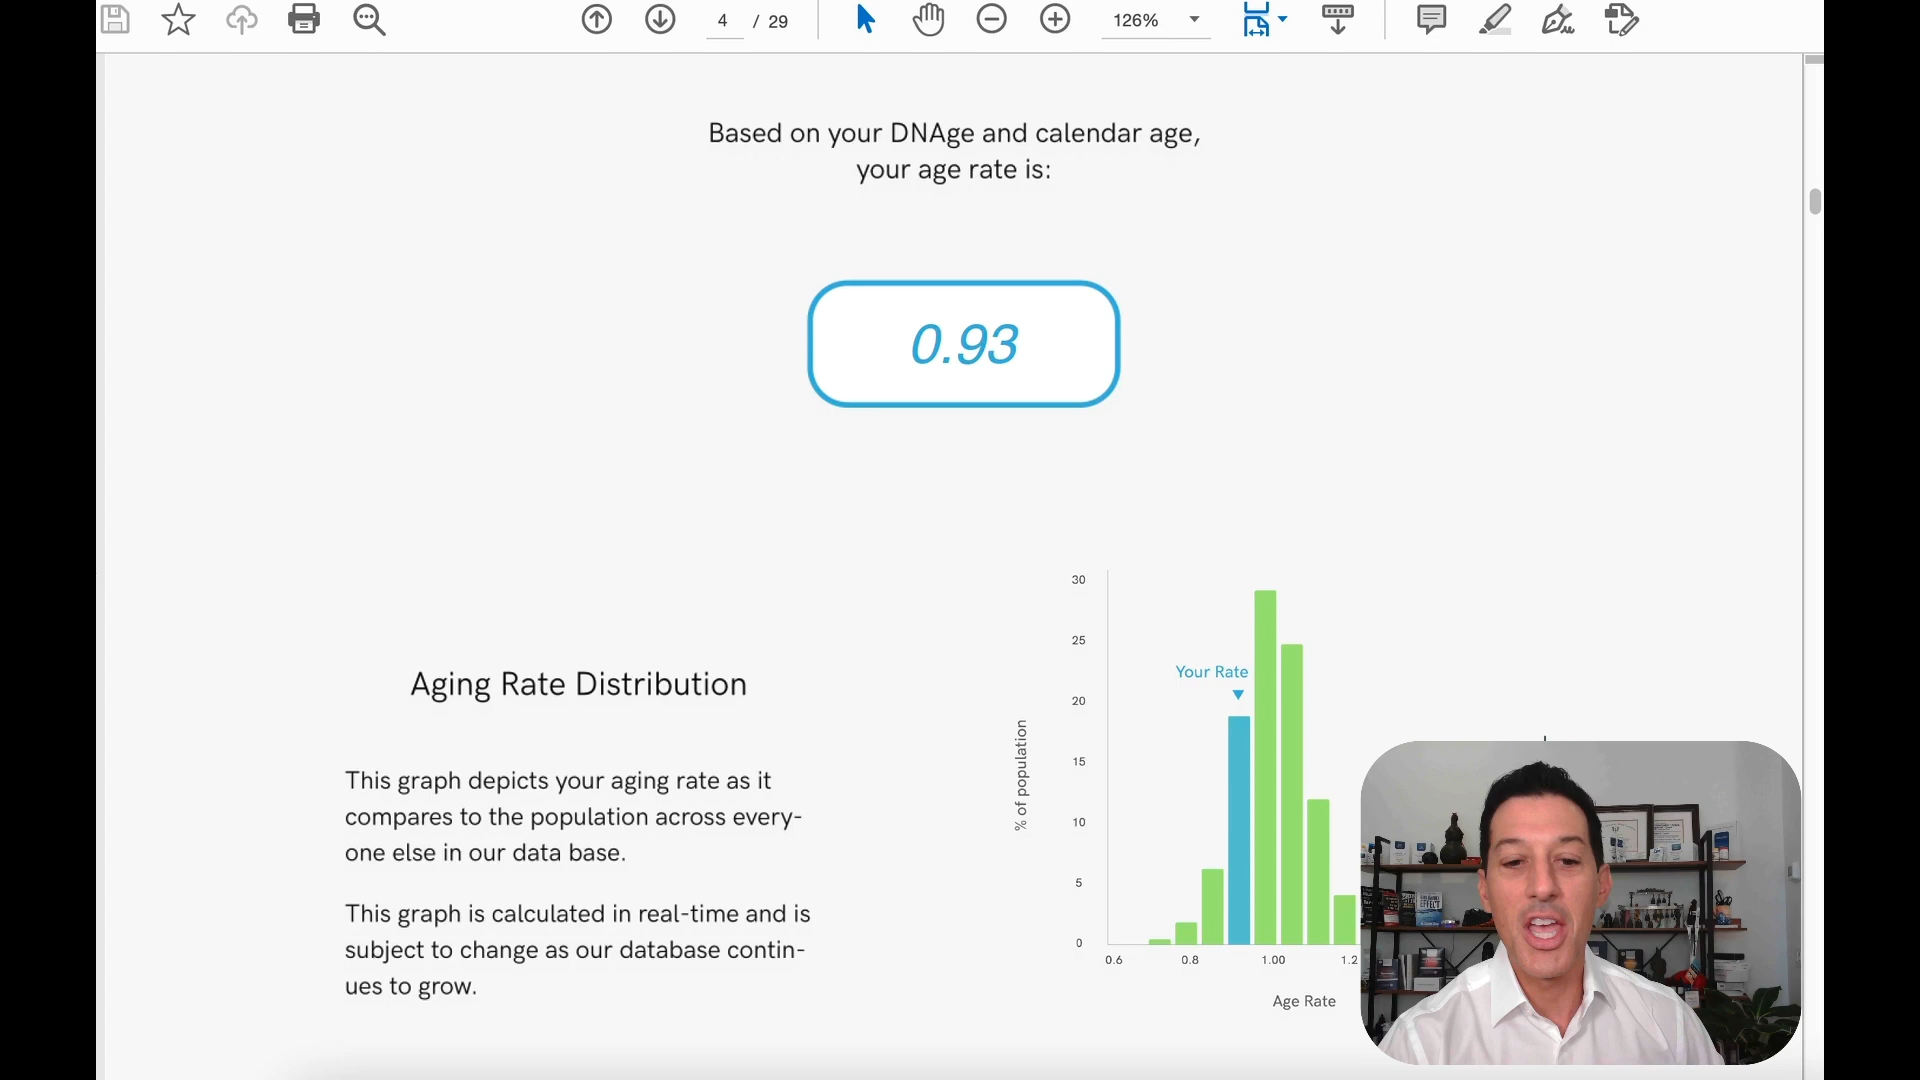 4 / 29
126%
Based on your DNAge and calendar age,
your age rate is:
0.93
Aging Rate Distribution
This graph depicts your aging rate as it
compares to the population across every-
one else in our data base.
This graph is calculated in real-time and is
subject to change as our database contin-
ues to grow.
% of population
30
25
20
15
10
5
0
Your Rate
0.6
0.8
1.00
1.2
Age Rate